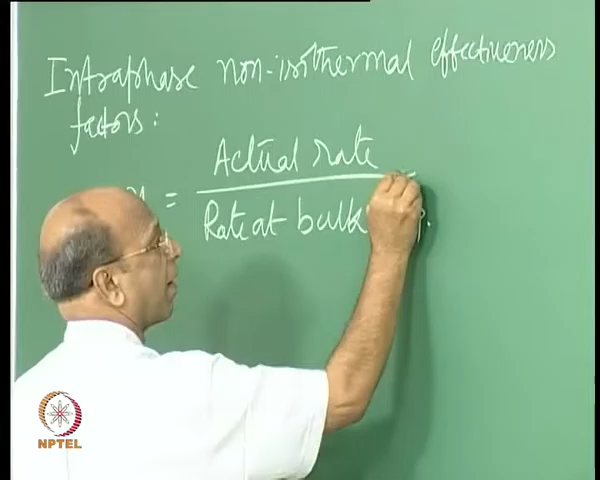 Intraphase non-isothermal effectiveness
factors:
η = Actual rate
Rate at bulk
NPTEL